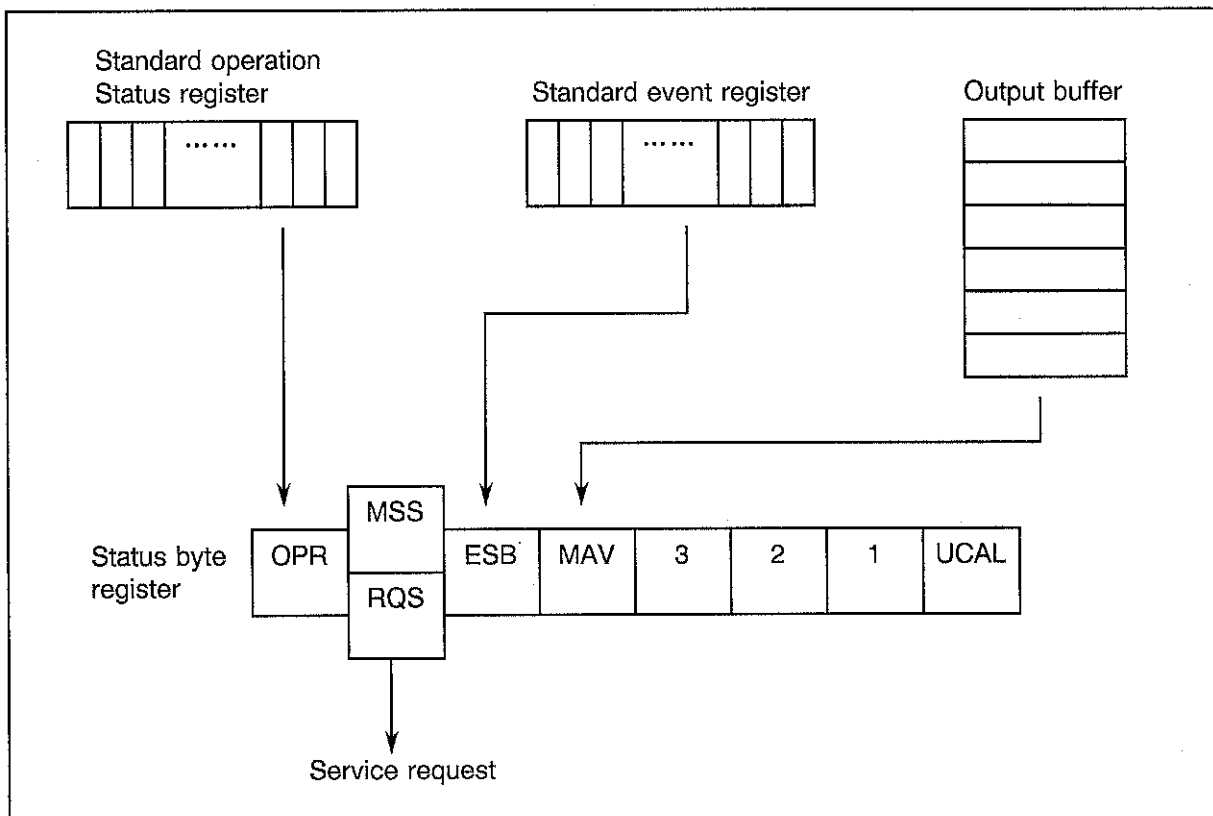 Standard operation
Status register
Standard event register
Output buffer
……
……
Status byte
register
OPR
MSS
RQS
ESB
MAV
3
2
1
UCAL
Service request